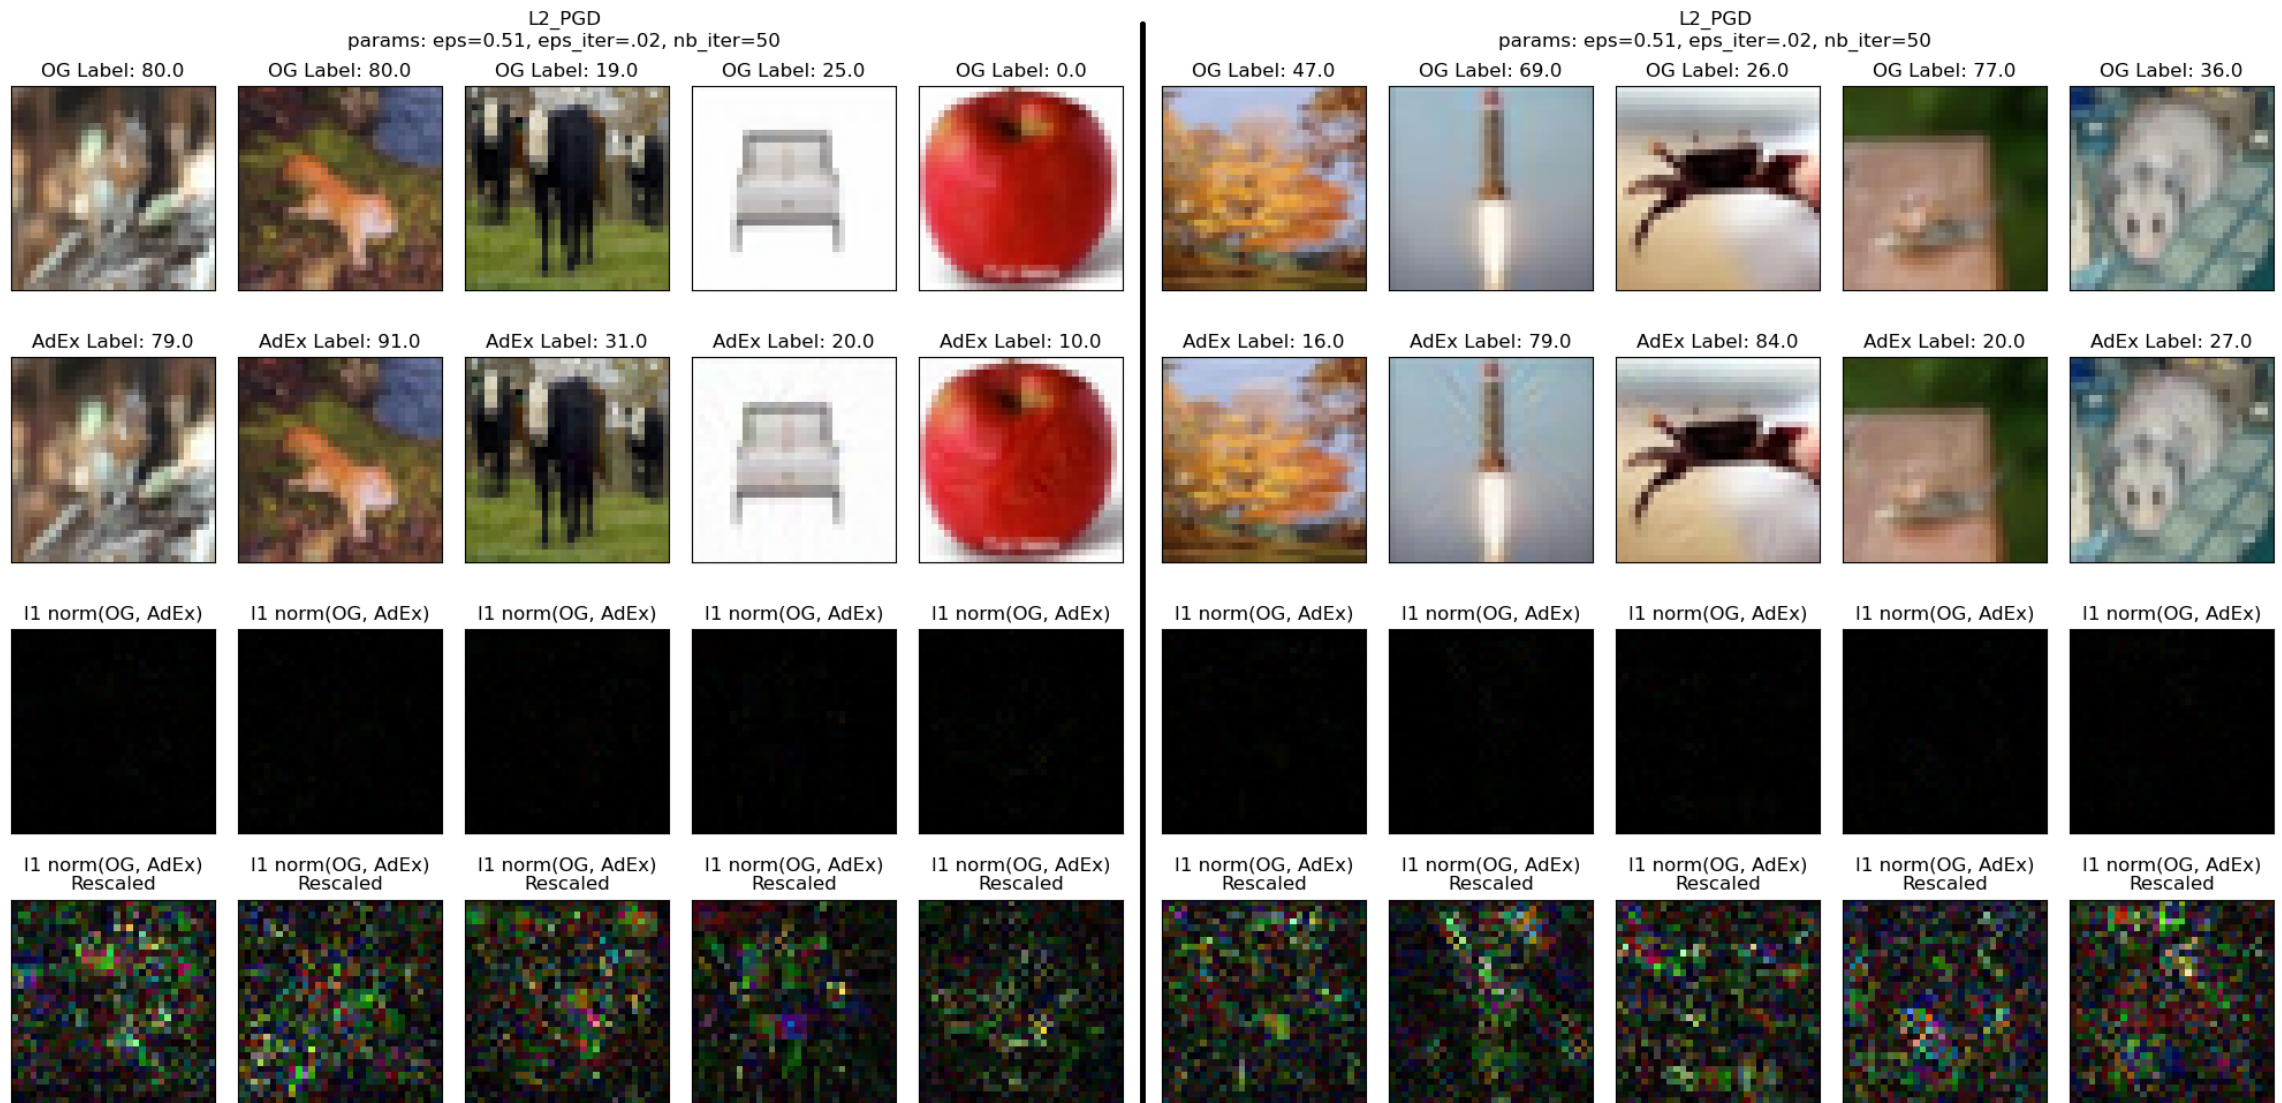 L2_PGD
params: eps=0.51, eps_iter=.02, nb_iter=50
OG Label: 80.0
OG Label: 80.0
OG Label: 19.0
OG Label: 25.0
OG Label: 0.0
AdEx Label: 79.0
AdEx Label: 91.0
AdEx Label: 31.0
AdEx Label: 20.0
AdEx Label: 10.0
l1 norm(OG, AdEx)
l1 norm(OG, AdEx)
l1 norm(OG, AdEx)
l1 norm(OG, AdEx)
l1 norm(OG, AdEx)
l1 norm(OG, AdEx)
Rescaled
l1 norm(OG, AdEx)
Rescaled
l1 norm(OG, AdEx)
Rescaled
l1 norm(OG, AdEx)
Rescaled
l1 norm(OG, AdEx)
Rescaled
L2_PGD
params: eps=0.51, eps_iter=.02, nb_iter=50
OG Label: 47.0
OG Label: 69.0
OG Label: 26.0
OG Label: 77.0
OG Label: 36.0
AdEx Label: 16.0
AdEx Label: 79.0
AdEx Label: 84.0
AdEx Label: 20.0
AdEx Label: 27.0
l1 norm(OG, AdEx)
l1 norm(OG, AdEx)
l1 norm(OG, AdEx)
l1 norm(OG, AdEx)
l1 norm(OG, AdEx)
l1 norm(OG, AdEx)
Rescaled
l1 norm(OG, AdEx)
Rescaled
l1 norm(OG, AdEx)
Rescaled
l1 norm(OG, AdEx)
Rescaled
l1 norm(OG, AdEx)
Rescaled